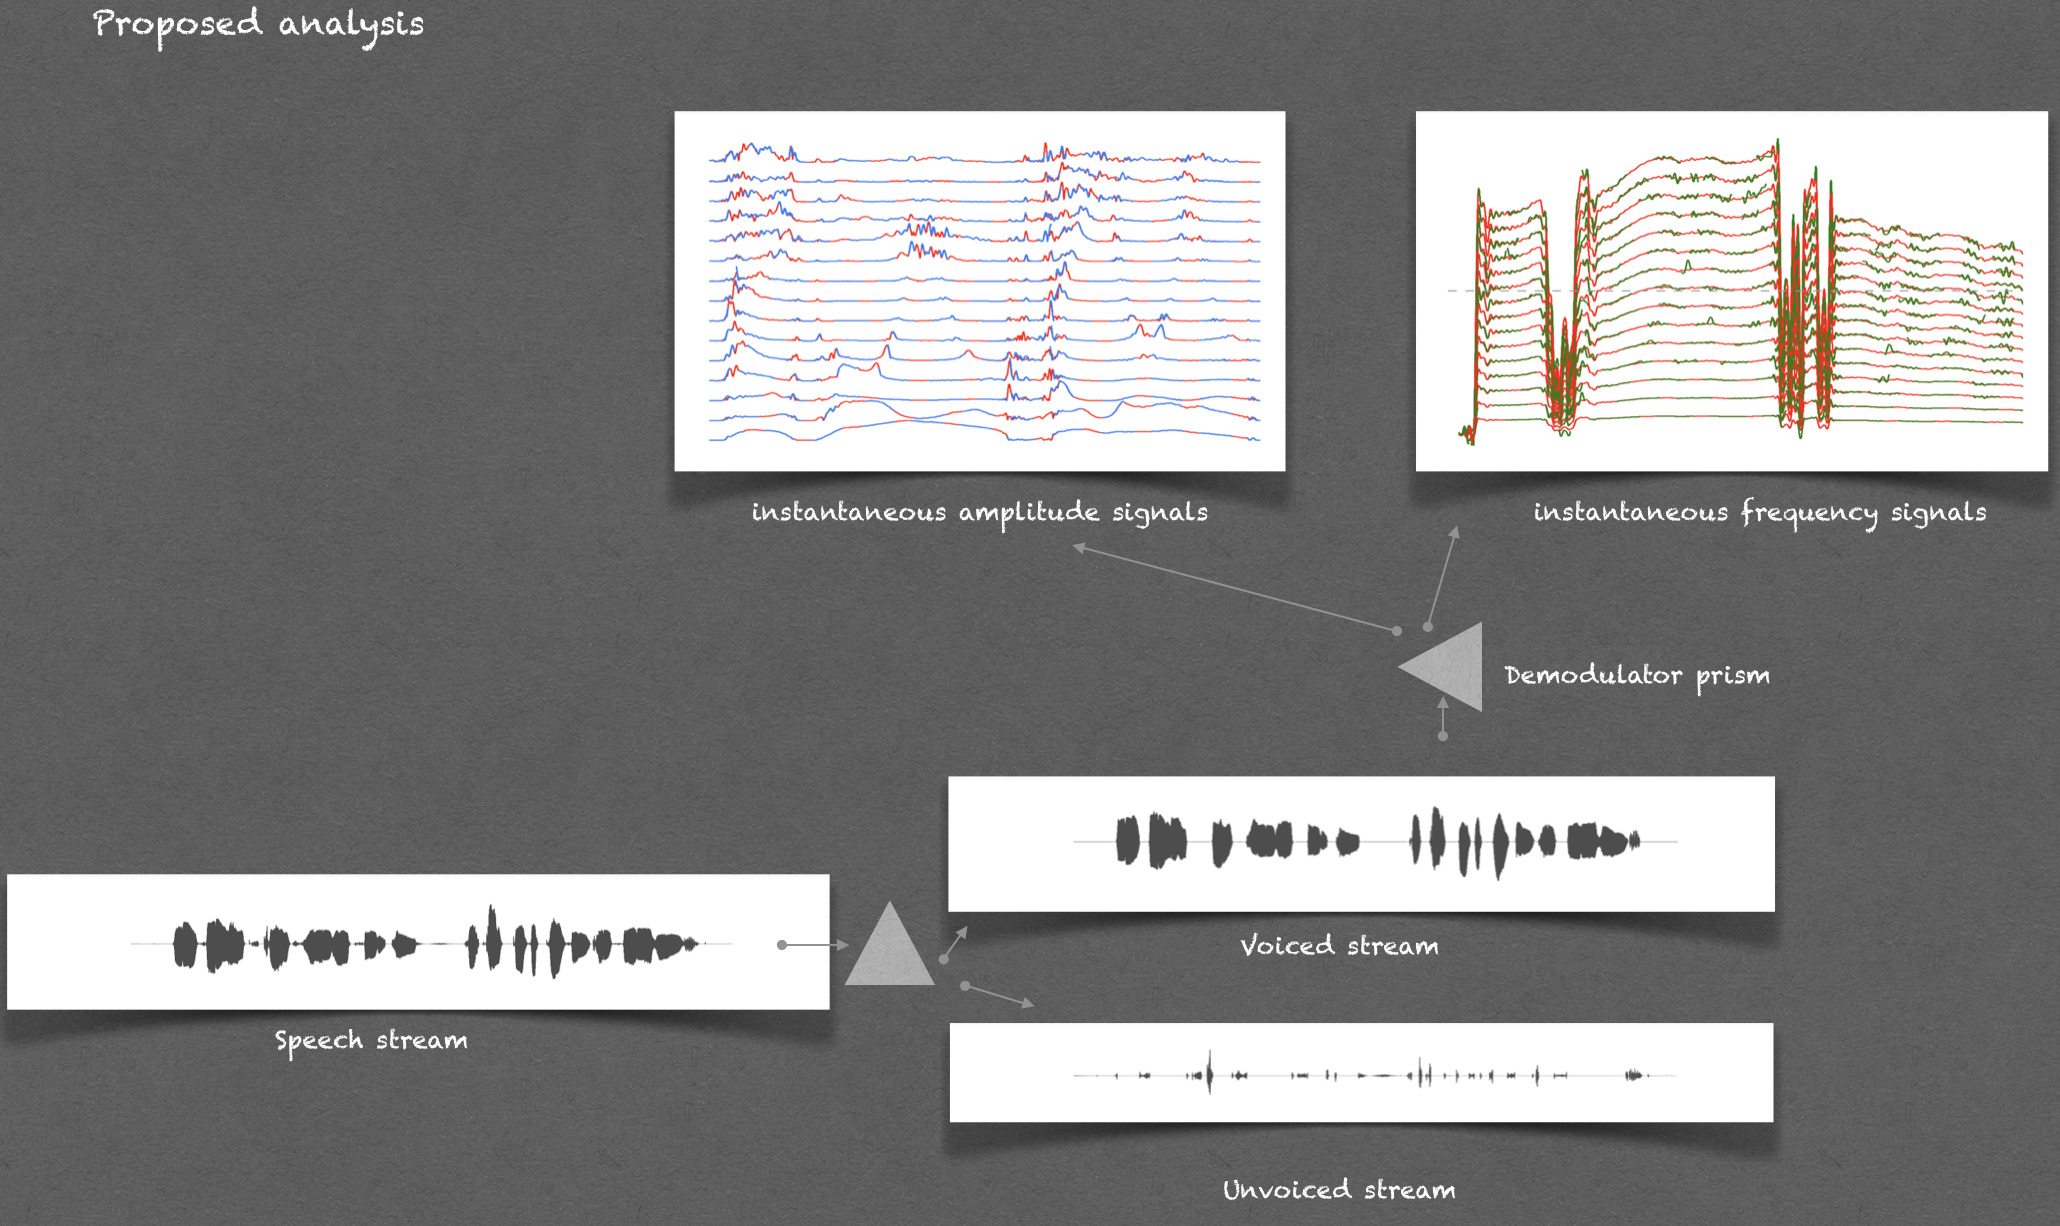 Proposed analysis
instantaneous amplitude signals
instantaneous frequency signals
Demodulator prism
Voiced stream
Speech stream
Unvoiced stream